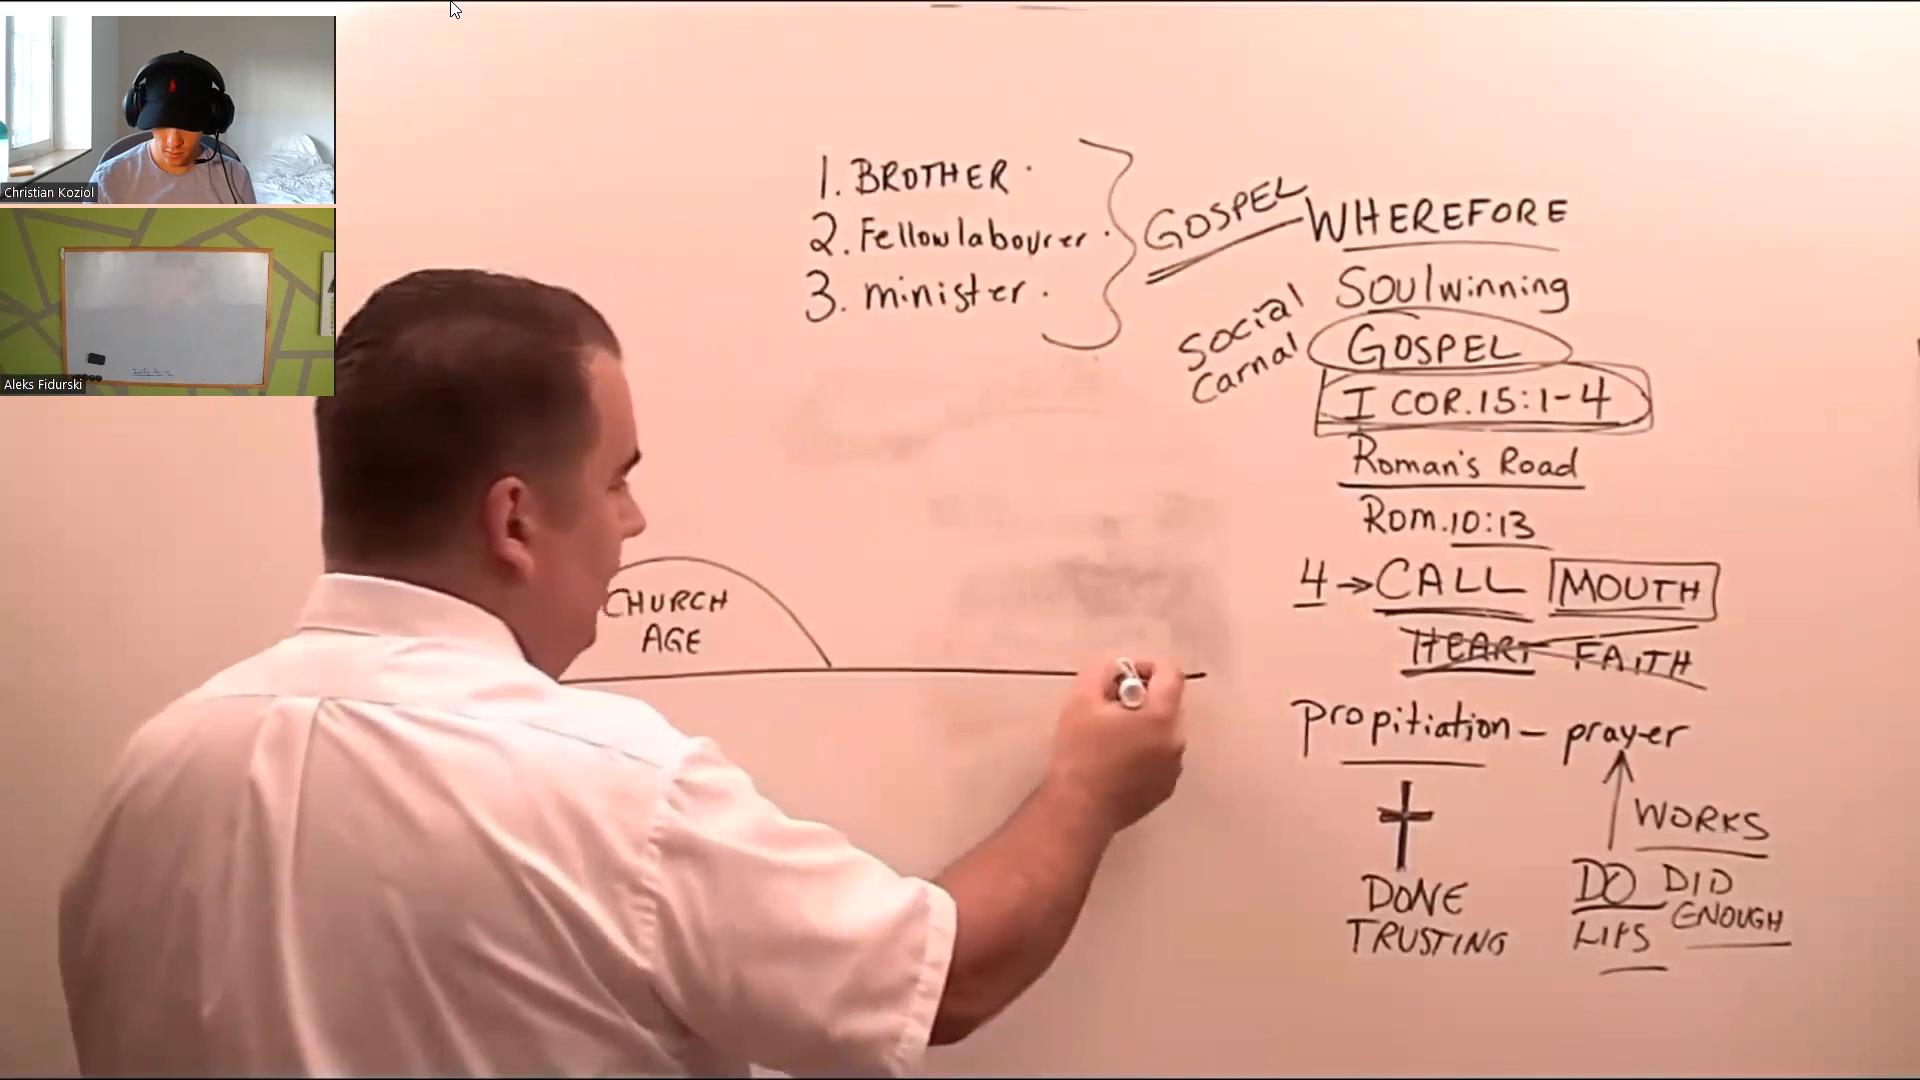 Christian Koziol
Aleks Fidurski
1. BROTHER
2. Fellowlabourer
3. minister
GOSPEL
WHEREFORE
Soulwinning
Social
Carnal
GOSPEL
I COR.15:1-4
Roman's Road
Rom.10:13
4 → CALL MOUTH
HEART FAITH
propitiation – prayer
WORKS
DONE
TRUSTING
DO DID
ENOUGH
LIPS
CHURCH
AGE